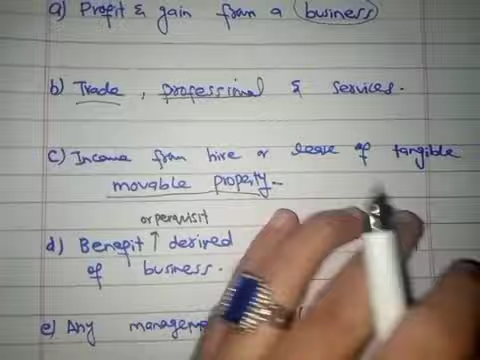 a) Profit & gain from a business
b) Trade, professional & services.
c) Income from hire or lease of tangible
movable property-
or perquisit
d) Benefit ↑ derived
of business.
e) Any